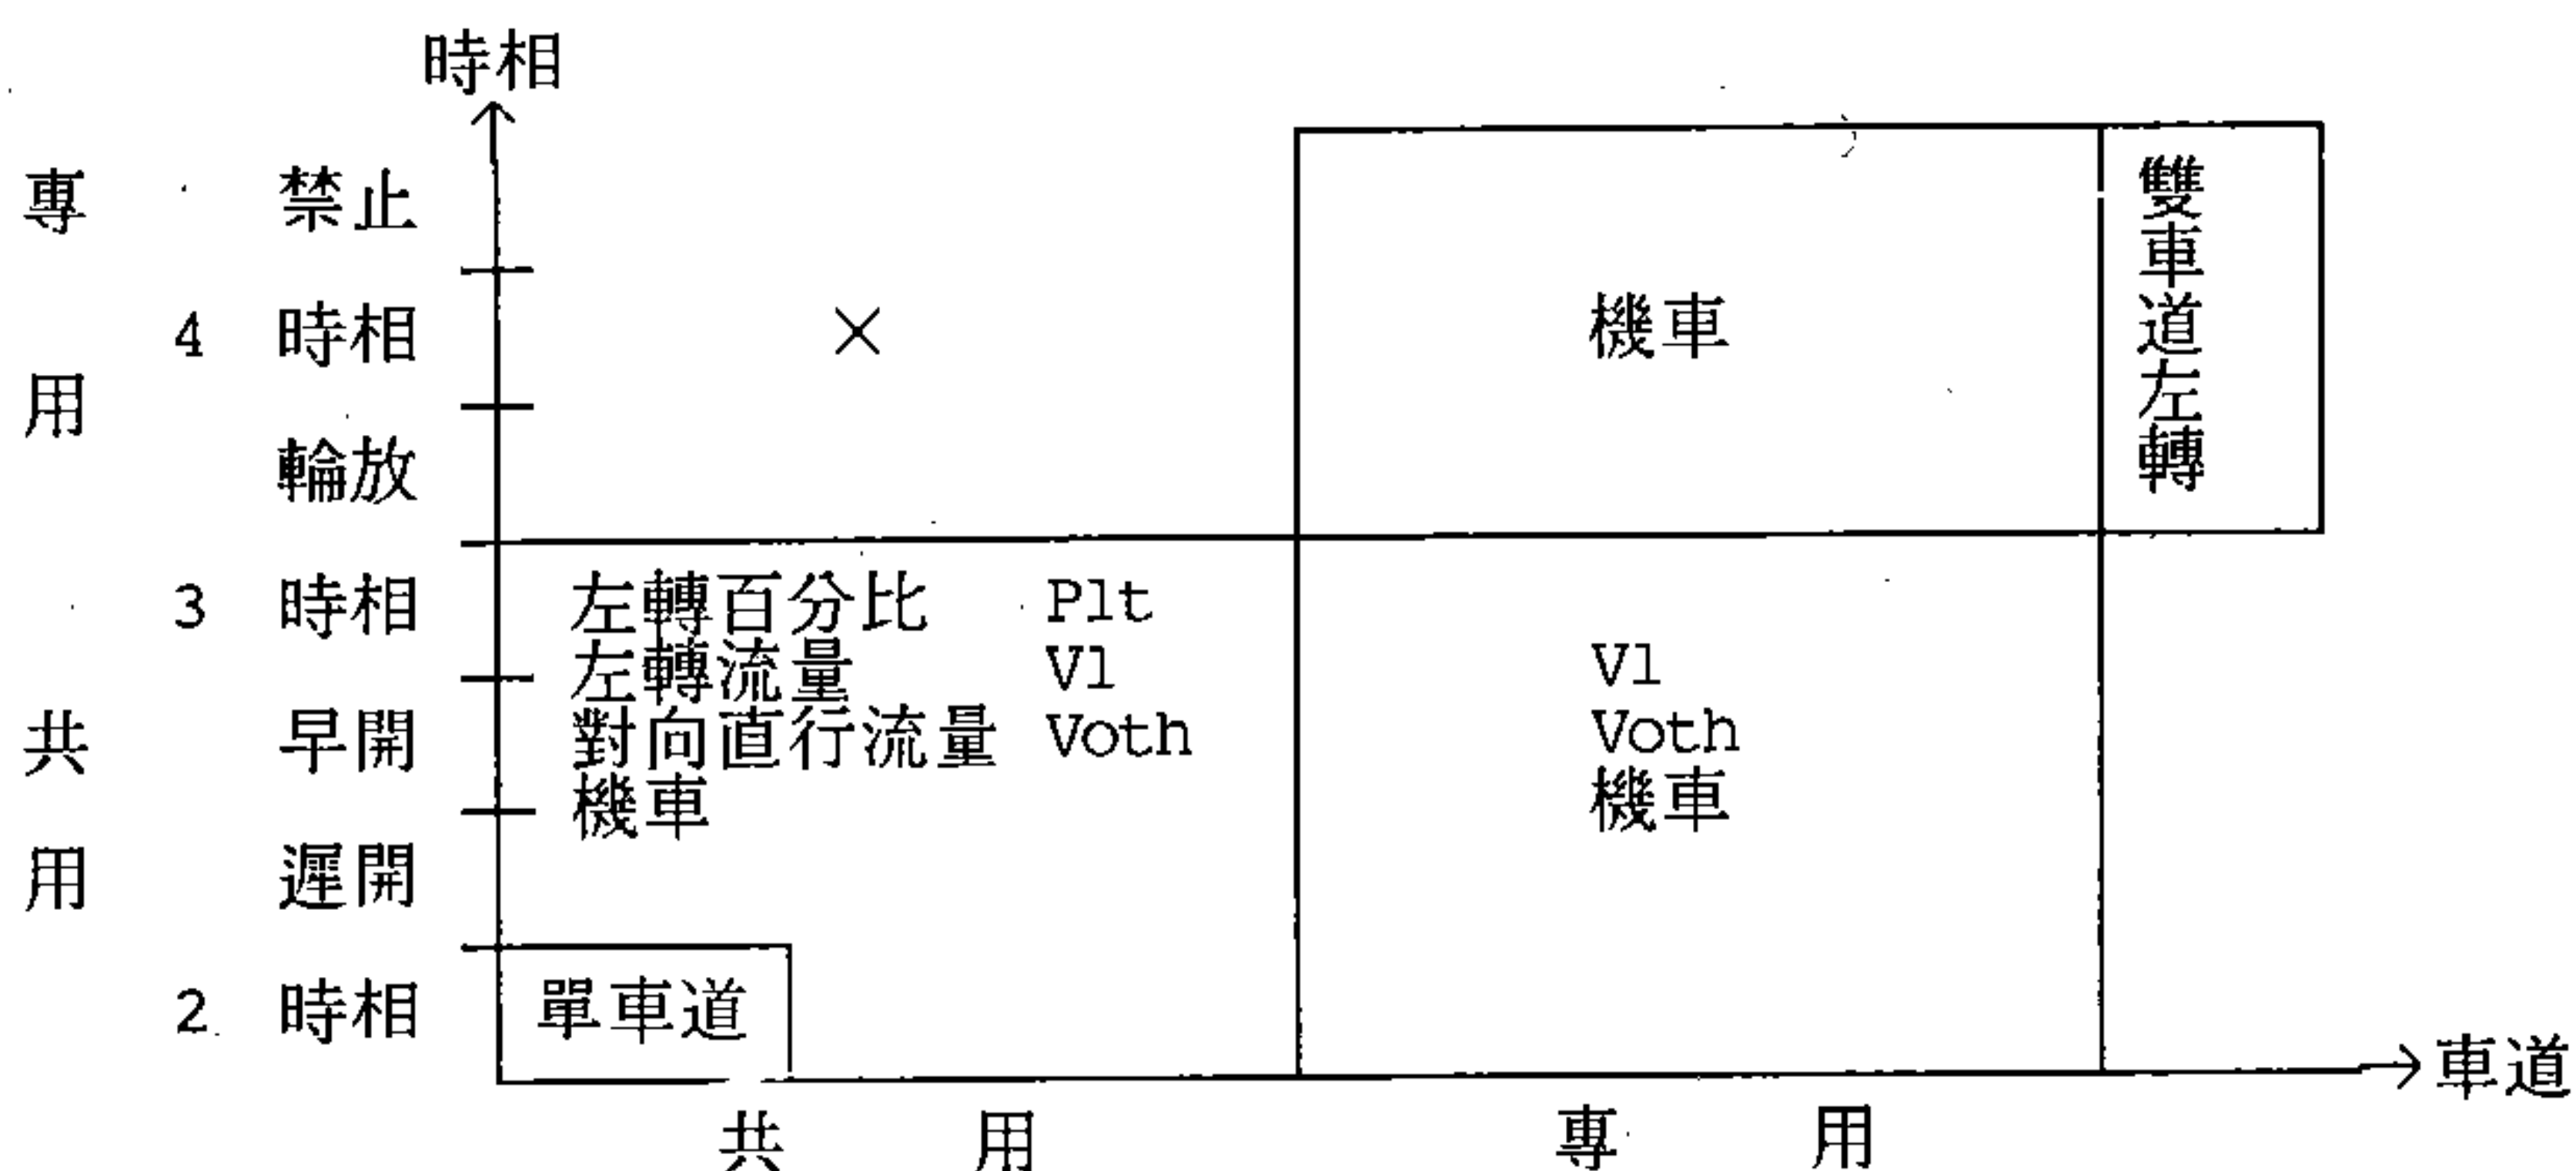 時相
專 禁止
4 時相
用
輪放
× 機車
雙車道左轉
3 時相
共 早開
用 遲開
2 時相
左轉百分比 Plt
左轉流量 Vl
對向直行流量 Voth
機車
Vl
Voth
機車
單車道
車道
共用 專用